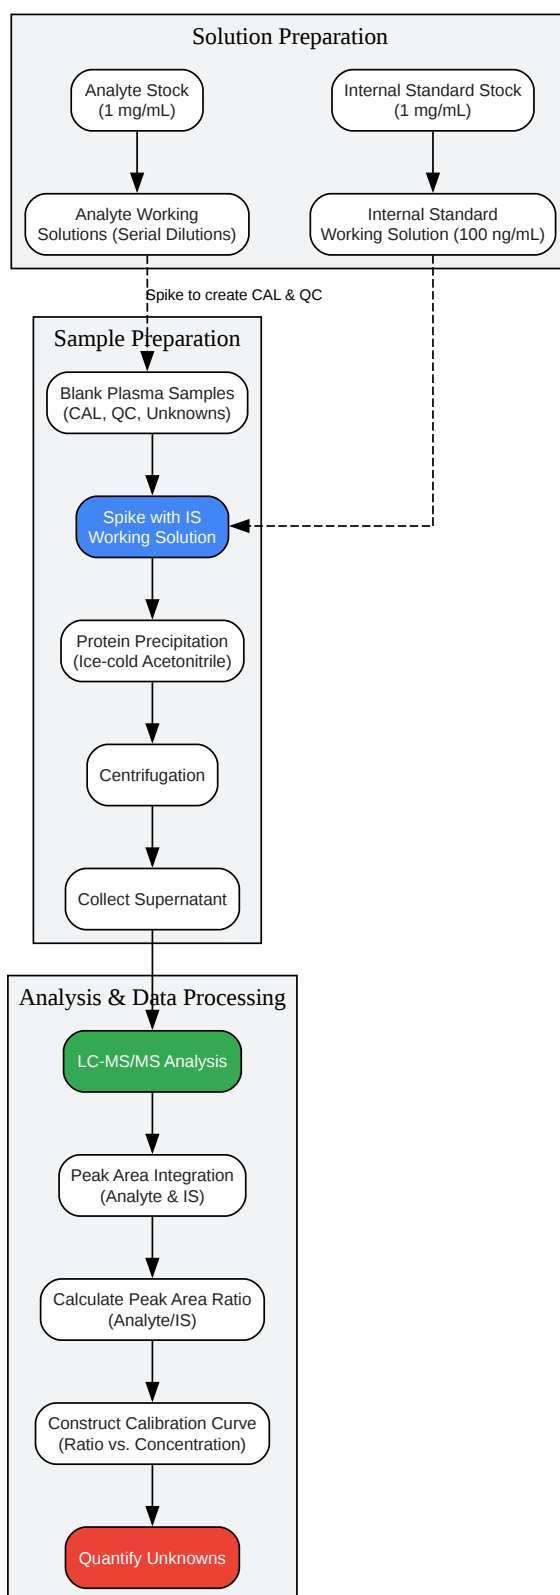 Solution Preparation
Analyte Stock
(1 mg/mL)
Internal Standard Stock
(1 mg/mL)
Analyte Working
Solutions (Serial Dilutions)
Internal Standard
Working Solution (100 ng/mL)
Spike to create CAL & QC
Sample Preparation
Blank Plasma Samples
(CAL, QC, Unknowns)
Spike with IS
Working Solution
Protein Precipitation
(Ice-cold Acetonitrile)
Centrifugation
Collect Supernatant
Analysis & Data Processing
LC-MS/MS Analysis
Peak Area Integration
(Analyte & IS)
Calculate Peak Area Ratio
(Analyte/IS)
Construct Calibration Curve
(Ratio vs. Concentration)
Quantify Unknowns